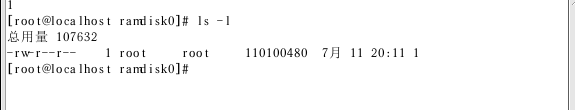 1
[root@localhost ramdisk0]# ls -l
总用量 107632
-rw-r--r-- 1 root root 110100480 7月 11 20:11 1
[root@localhost ramdisk0]#